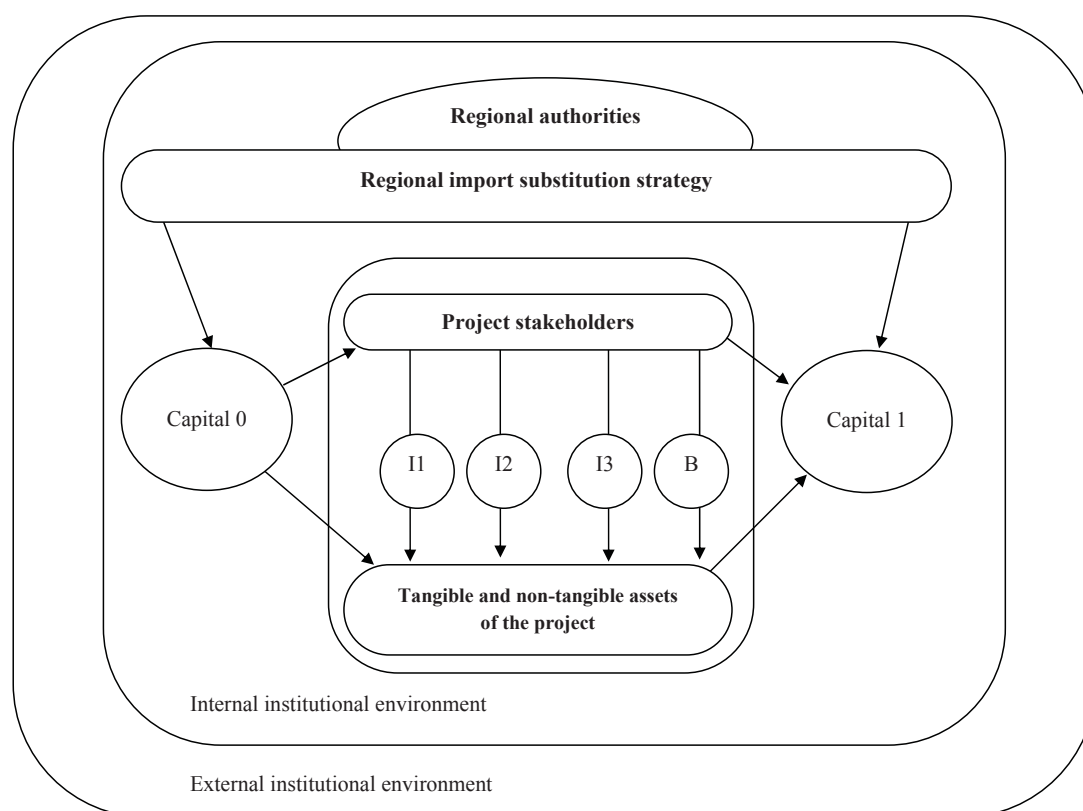 Regional authorities
Regional import substitution strategy
Project stakeholders
Capital 0
Capital 1
I1
I2
I3
B
Tangible and non-tangible assets
of the project
Internal institutional environment
External institutional environment